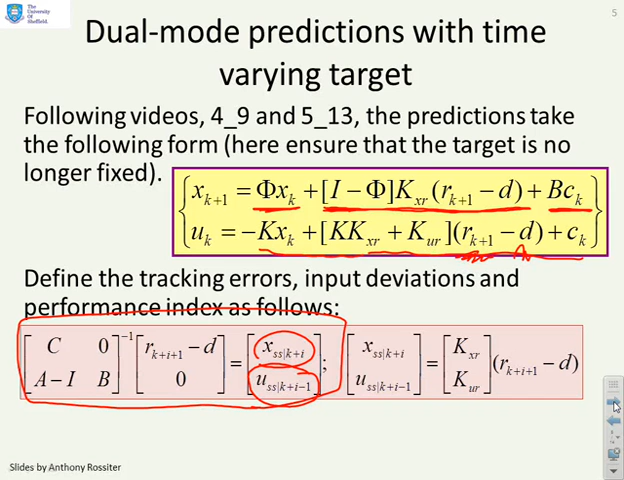 The
University
Of
Sheffield.
5
Dual-mode predictions with time
varying target
Following videos, 4_9 and 5_13, the predictions take
the following form (here ensure that the target is no
longer fixed).
x_{k+1} = Φx_k + [I − Φ]K_{xr}(r_{k+1} − d) + Bc_k
u_k = −Kx_k + [KK_{xr} + K_{ur}](r_{k+1} − d) + c_k
Define the tracking errors, input deviations and
performance index as follows:
[C 0; A − I B]^{−1} [r_{k+i+1} − d; 0] = [x_{ss|k+i}; u_{ss|k+i−1}]; [x_{ss|k+i}; u_{ss|k+i−1}] = [K_{xr}; K_{ur}](r_{k+i+1} − d)
Slides by Anthony Rossiter